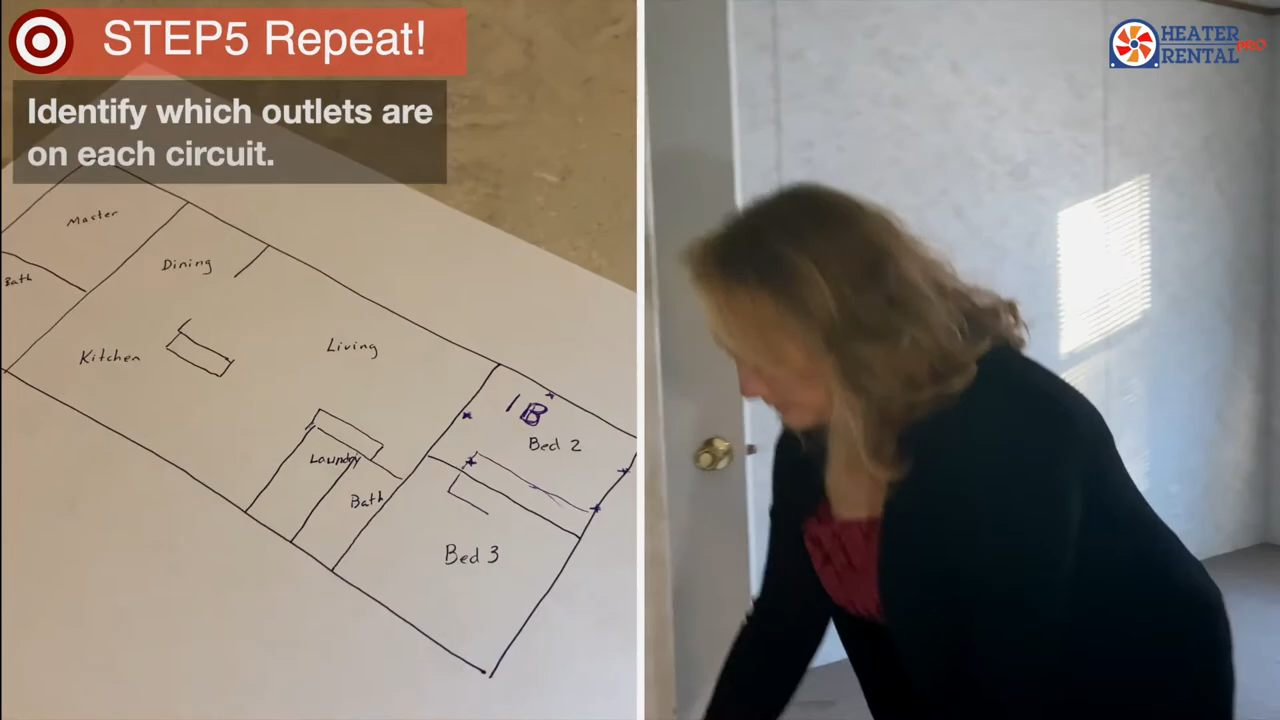 STEP5 Repeat!
Identify which outlets are
on each circuit.
HEATER
RENTAL PRO
Master
Bath
Dining
Kitchen
Living
1B
Bed 2
Laundry
Bath
Bed 3